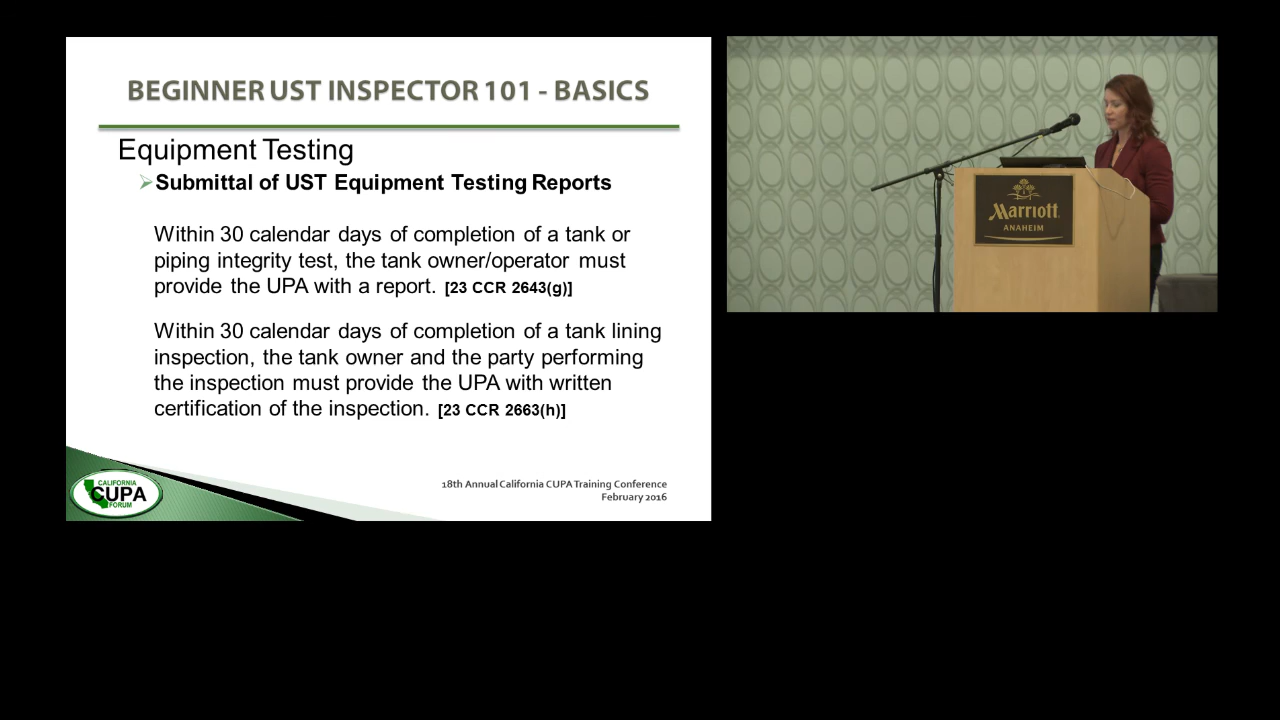 BEGINNER UST INSPECTOR 101 - BASICS
Equipment Testing
➢Submittal of UST Equipment Testing Reports
Within 30 calendar days of completion of a tank or
piping integrity test, the tank owner/operator must
provide the UPA with a report. [23 CCR 2643(g)]
Within 30 calendar days of completion of a tank lining
inspection, the tank owner and the party performing
the inspection must provide the UPA with written
certification of the inspection. [23 CCR 2663(h)]
18th Annual California CUPA Training Conference
February 2016
CALIFORNIA
CUPA
FORUM
Marriott
ANAHEIM